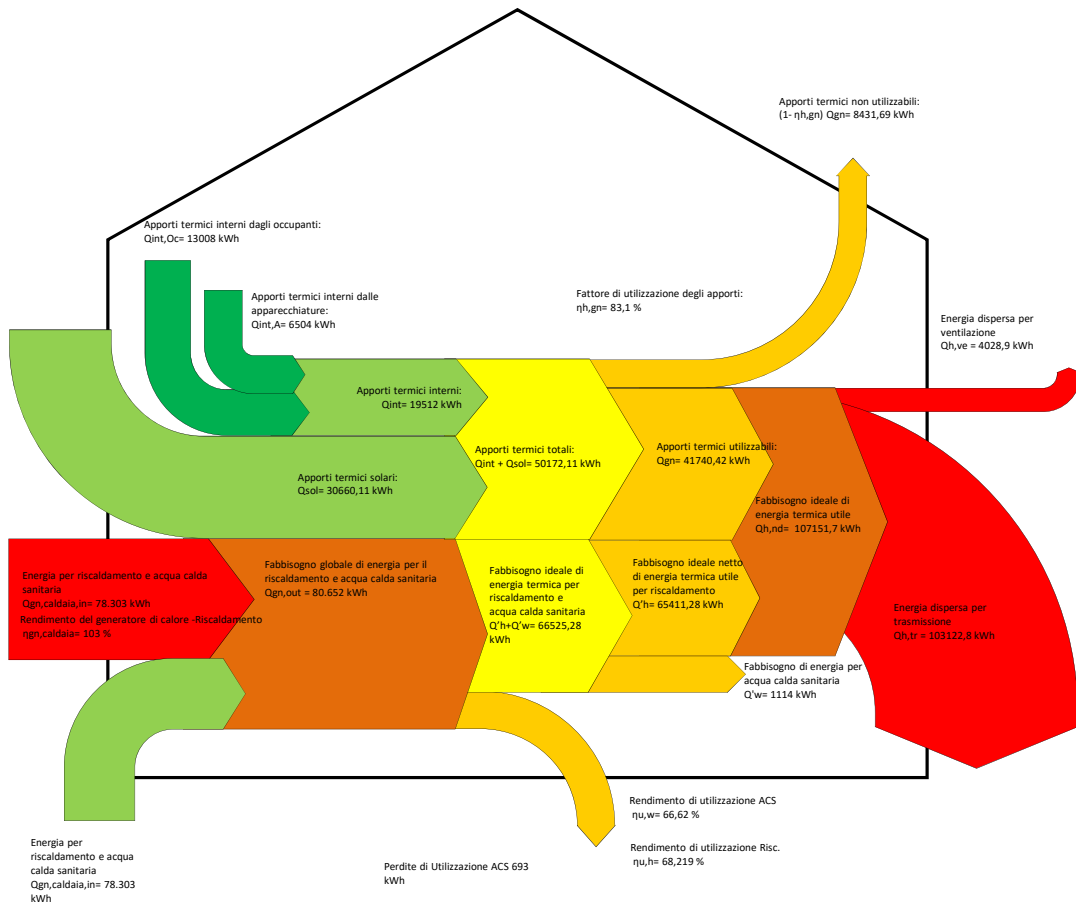 Apporti termici non utilizzabili:
(1- ηh,gn) Qgn= 8431,69 kWh
Apporti termici interni dagli occupanti:
Qint,Oc= 13008 kWh
Apporti termici interni dalle
apparecchiature:
Qint,A= 6504 kWh
Fattore di utilizzazione degli apporti:
ηh,gn= 83,1 %
Energia dispersa per
ventilazione
Qh,ve = 4028,9 kWh
Apporti termici interni:
Qint= 19512 kWh
Apporti termici solari:
Qsol= 30660,11 kWh
Apporti termici totali:
Qint + Qsol= 50172,11 kWh
Apporti termici utilizzabili:
Qgn= 41740,42 kWh
Fabbisogno ideale di
energia termica utile
Qh,nd= 107151,7 kWh
Energia per riscaldamento e acqua calda
sanitaria
Qgn,caldaia,in= 78.303 kWh
Rendimento del generatore di calore -Riscaldamento
ηgn,caldaia= 103 %
Fabbisogno globale di energia per il
riscaldamento e acqua calda sanitaria
Qgn,out = 80.652 kWh
Fabbisogno ideale di
energia termica per
riscaldamento e
acqua calda sanitaria
Q'h+Q'w= 66525,28
kWh
Fabbisogno ideale netto
di energia termica utile
per riscaldamento
Q'h= 65411,28 kWh
Energia dispersa per
trasmissione
Qh,tr = 103122,8 kWh
Fabbisogno di energia per
acqua calda sanitaria
Q'w= 1114 kWh
Rendimento di utilizzazione ACS
ηu,w= 66,62 %
Rendimento di utilizzazione Risc.
ηu,h= 68,219 %
Perdite di Utilizzazione ACS 693
kWh
Energia per
riscaldamento e acqua
calda sanitaria
Qgn,caldaia,in= 78.303
kWh